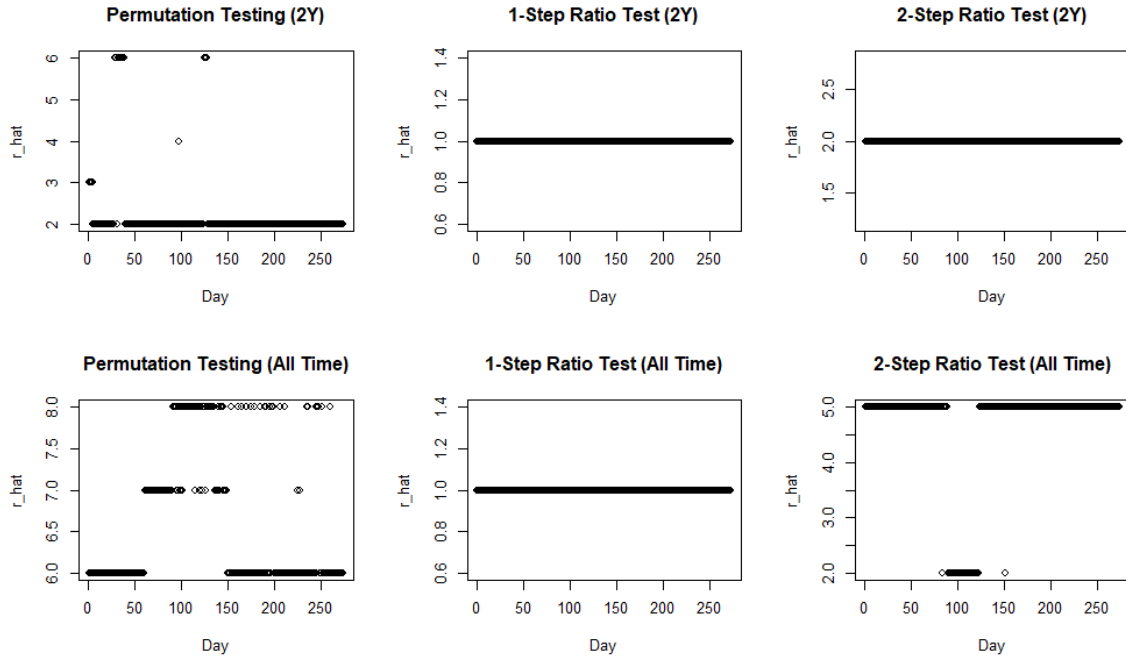 Permutation Testing (2Y)
r_hat
6
5
4
3
2
0 50 100 150 200 250
Day
1-Step Ratio Test (2Y)
r_hat
1.4
1.2
1.0
0.8
0.6
0 50 100 150 200 250
Day
2-Step Ratio Test (2Y)
r_hat
2.5
2.0
1.5
0 50 100 150 200 250
Day
Permutation Testing (All Time)
r_hat
8.0
7.5
7.0
6.5
6.0
0 50 100 150 200 250
Day
1-Step Ratio Test (All Time)
r_hat
1.4
1.2
1.0
0.8
0.6
0 50 100 150 200 250
Day
2-Step Ratio Test (All Time)
r_hat
5.0
4.0
3.0
2.0
0 50 100 150 200 250
Day